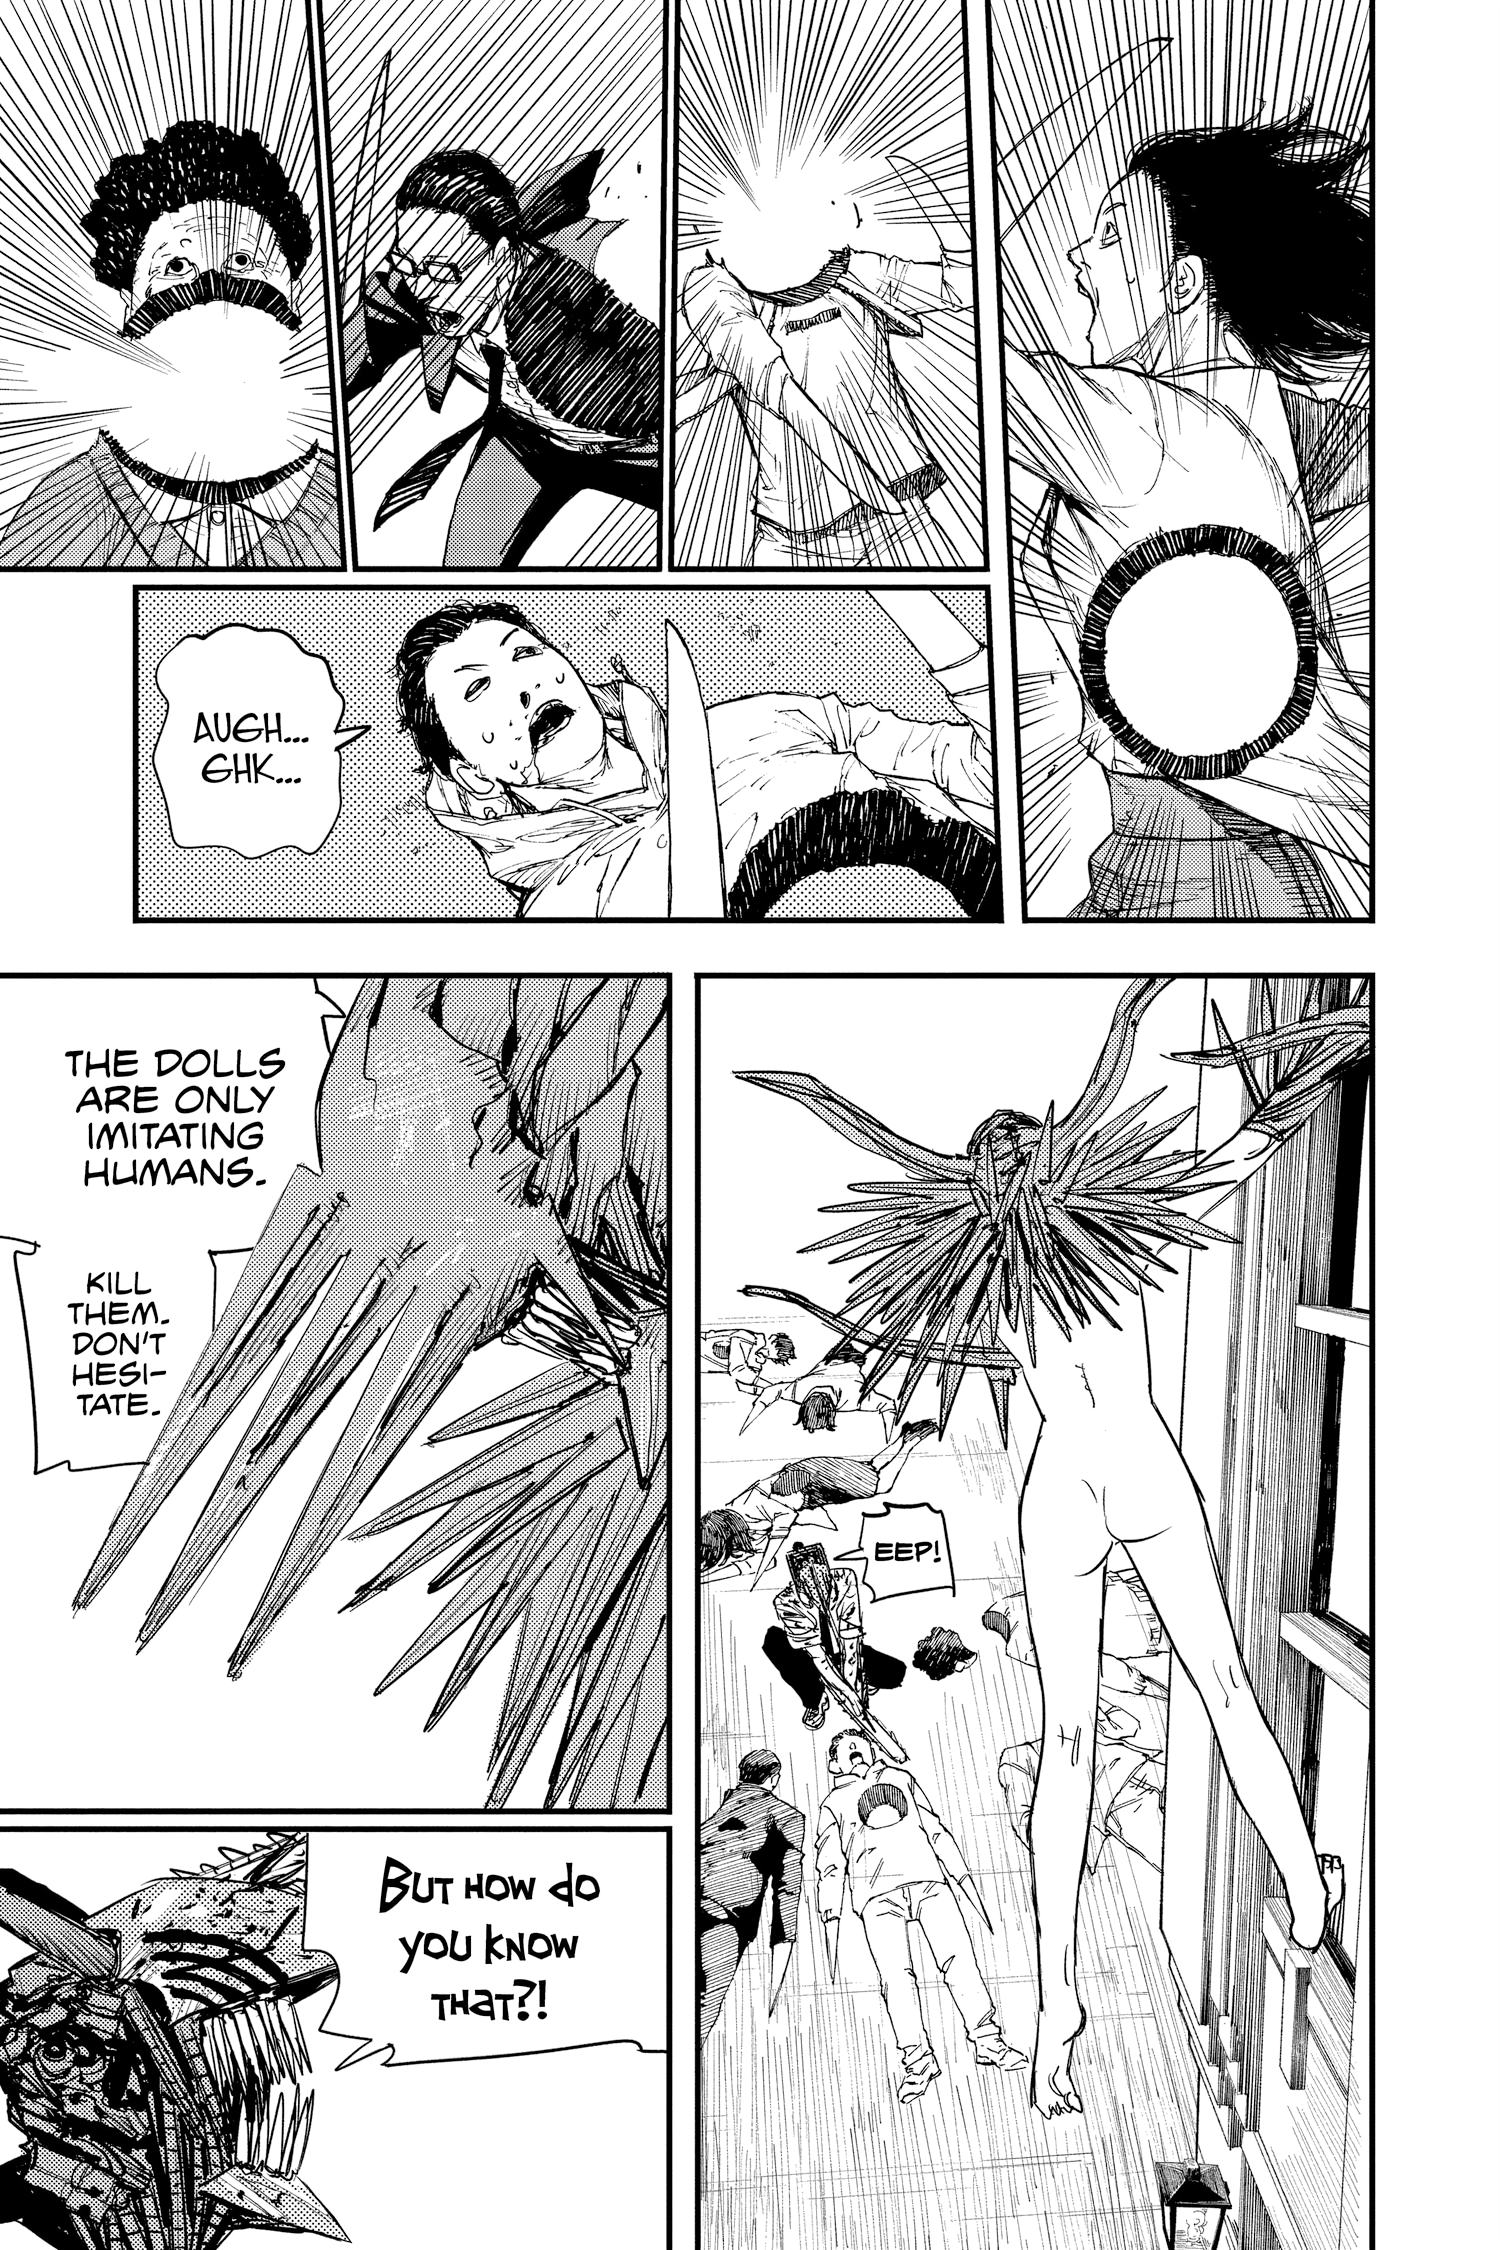 AUGH...
GHK...
EEP!
THE DOLLS
ARE ONLY
IMITATING
HUMANS.
KILL
THEM.
DON'T
HESI-
TATE.
BUT HOW DO
YOU KNOW
THAT?!